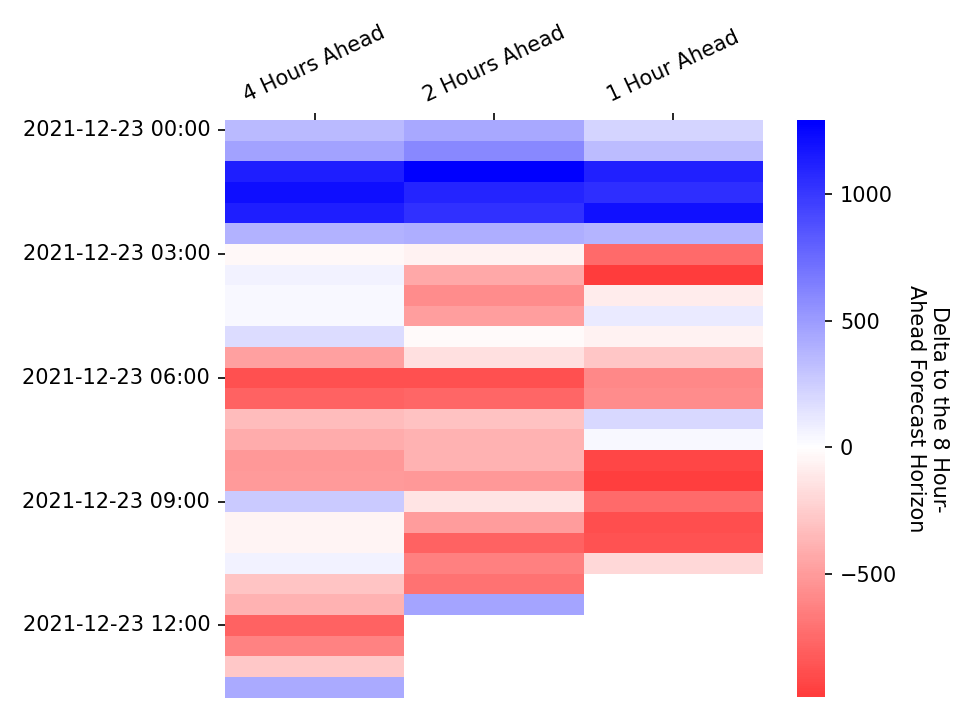 4 Hours Ahead
2 Hours Ahead
1 Hour Ahead
2021-12-23 00:00
2021-12-23 03:00
2021-12-23 06:00
2021-12-23 09:00
2021-12-23 12:00
1000
500
0
−500
Delta to the 8 Hour-
Ahead Forecast Horizon